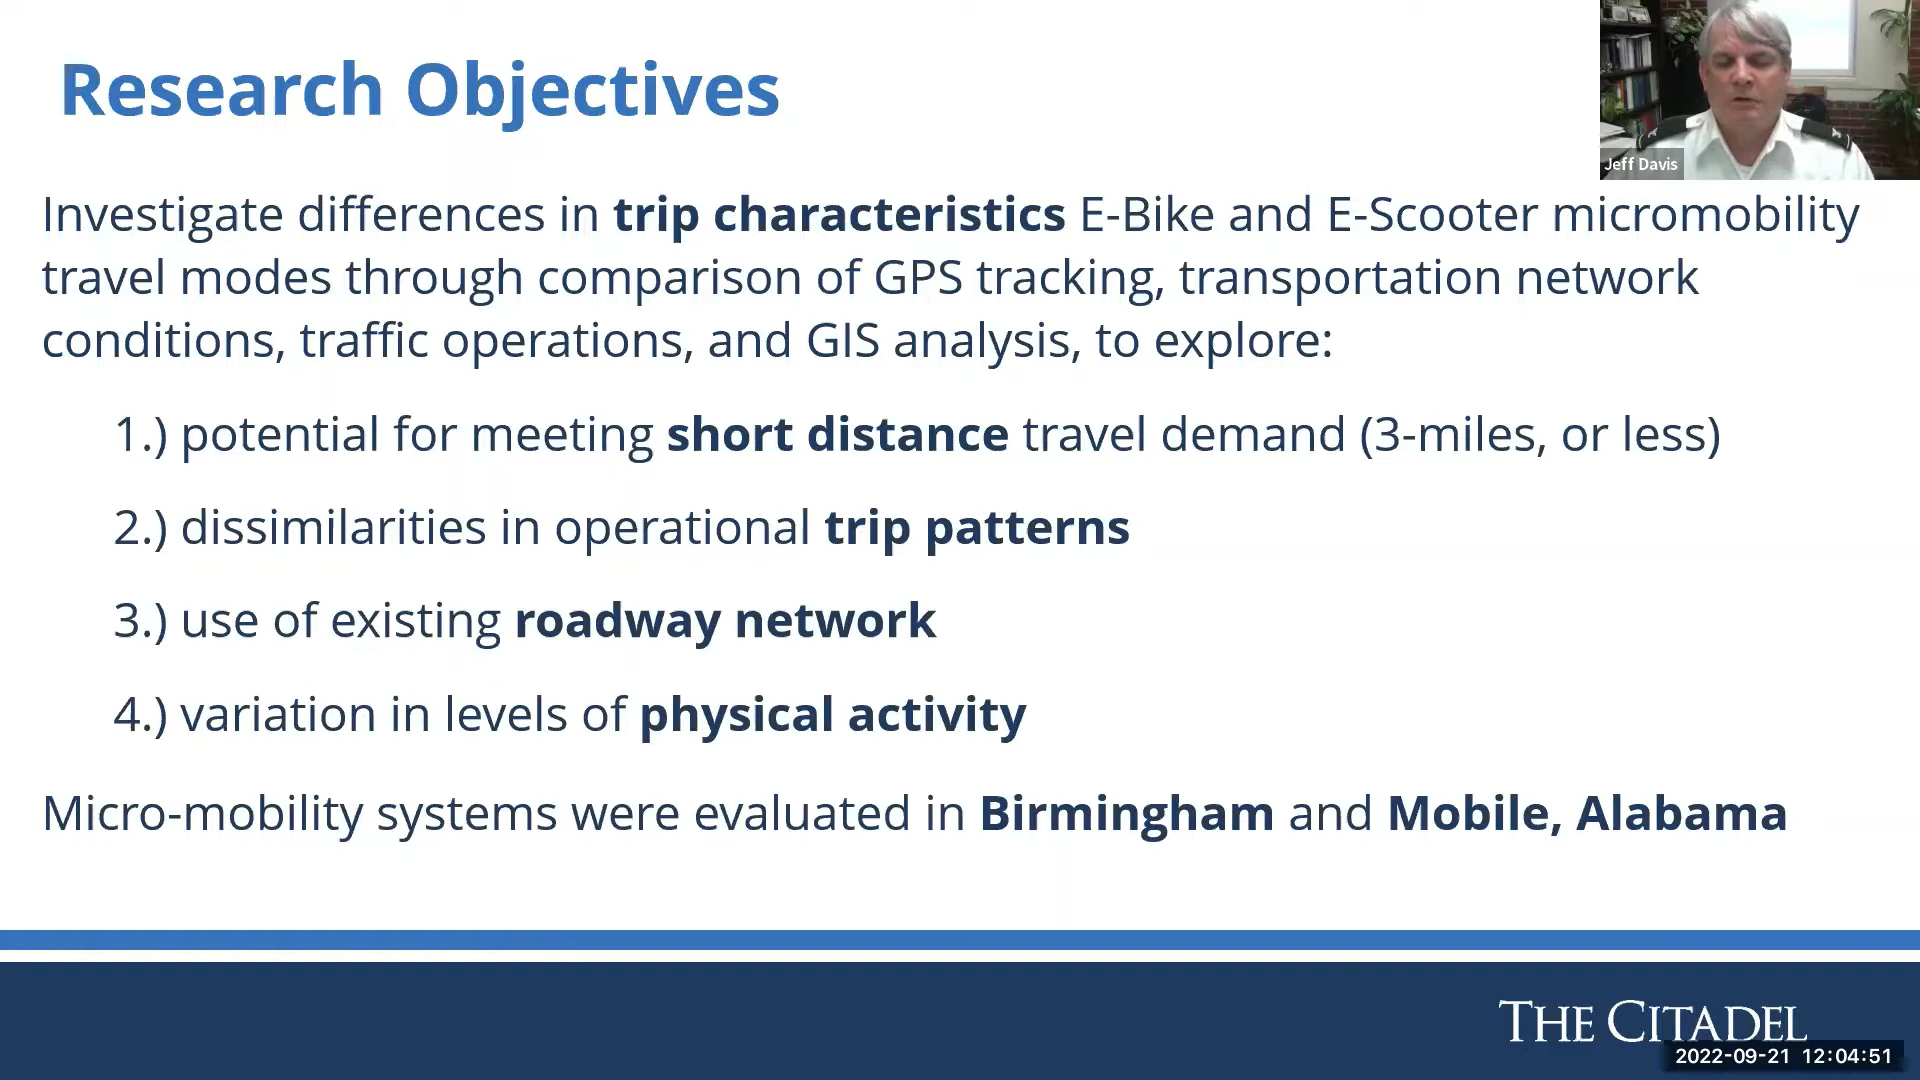 Research Objectives
Jeff Davis
Investigate differences in trip characteristics E-Bike and E-Scooter micromobility
travel modes through comparison of GPS tracking, transportation network
conditions, traffic operations, and GIS analysis, to explore:
1.) potential for meeting short distance travel demand (3-miles, or less)
2.) dissimilarities in operational trip patterns
3.) use of existing roadway network
4.) variation in levels of physical activity
Micro-mobility systems were evaluated in Birmingham and Mobile, Alabama
THE CITADEL
2022-09-21 12:04:51